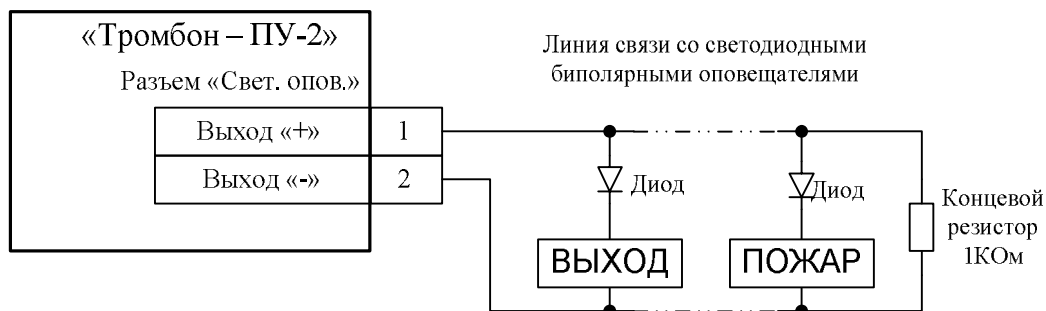 «Тромбон – ПУ-2»
Разъем «Свет. опов.»
Выход «+» 1
Выход «-» 2
Линия связи со светодиодными
биполярными оповещателями
Диод
Диод
ВЫХОД
ПОЖАР
Концевой
резистор
1КОм